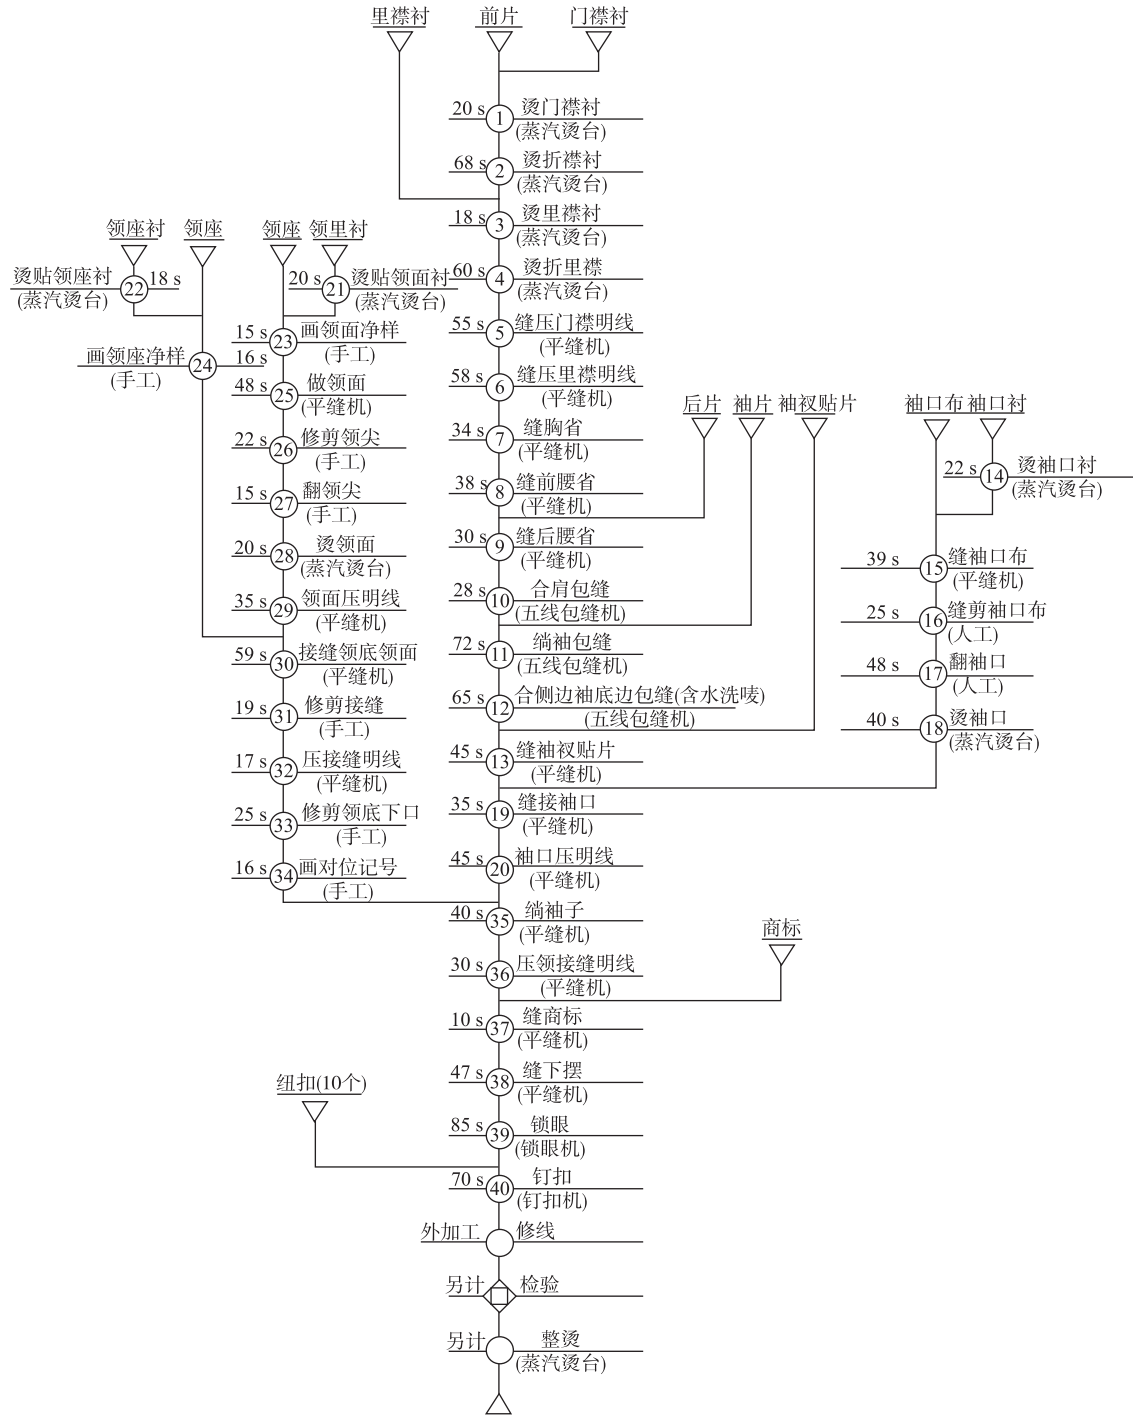 里襟衬
前片
门襟衬
20 s 1 烫门襟衬
(蒸汽烫台)
68 s 2 烫折襟衬
(蒸汽烫台)
18 s 3 烫里襟衬
(蒸汽烫台)
60 s 4 烫折里襟
(蒸汽烫台)
55 s 5 缝压门襟明线
(平缝机)
58 s 6 缝压里襟明线
(平缝机)
34 s 7 缝胸省
(平缝机)
38 s 8 缝前腰省
(平缝机)
后片
袖片
袖衩贴片
30 s 9 缝后腰省
(平缝机)
28 s 10 合肩包缝
(五线包缝机)
72 s 11 绱袖包缝
(五线包缝机)
65 s 12 合侧边袖底边包缝(含水洗唛)
(五线包缝机)
45 s 13 缝袖衩贴片
(平缝机)
袖口布
袖口衬
22 s 14 烫袖口衬
(蒸汽烫台)
39 s 15 缝袖口布
(平缝机)
25 s 16 缝剪袖口布
(人工)
48 s 17 翻袖口
(人工)
40 s 18 烫袖口
(蒸汽烫台)
35 s 19 缝接袖口
(平缝机)
45 s 20 袖口压明线
(平缝机)
领座衬
领座
领座
领里衬
20 s 21 烫贴领面衬
(蒸汽烫台)
烫贴领座衬 22 18 s
(蒸汽烫台)
15 s 23 画领面净样
(手工)
画领座净样 24 16 s
(手工)
48 s 25 做领面
(平缝机)
22 s 26 修剪领尖
(手工)
15 s 27 翻领尖
(手工)
20 s 28 烫领面
(蒸汽烫台)
35 s 29 领面压明线
(平缝机)
59 s 30 接缝领底领面
(平缝机)
19 s 31 修剪接缝
(手工)
17 s 32 压接缝明线
(平缝机)
25 s 33 修剪领底下口
(手工)
16 s 34 画对位记号
(手工)
40 s 35 绱袖子
(平缝机)
30 s 36 压领接缝明线
(平缝机)
商标
10 s 37 缝商标
(平缝机)
47 s 38 缝下摆
(平缝机)
85 s 39 锁眼
(锁眼机)
纽扣(10个)
70 s 40 钉扣
(钉扣机)
外加工 修线
另计 检验
另计 整烫
(蒸汽烫台)